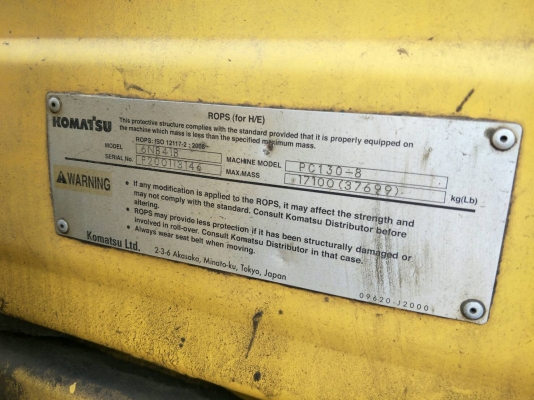 ROPS (for H/E)
KOMATSU
This protective structure complies with the standard provided that it is properly equipped on
the machine which mass is less than the specified maximum mass.
ROPS: ISO 12117-2 : 2008
MODEL 6NB41R MACHINE MODEL PC130-8
SERIAL No. P20011S146 MAX.MASS *17100(37699) kg(Lb)
WARNING
• If any modification is applied to the ROPS, it may affect the strength and
may not comply with the standard. Consult Komatsu Distributor before
altering.
• ROPS may provide less protection if it has been structurally damaged or
involved in roll-over. Consult Komatsu Distributor in that case.
• Always wear seat belt when moving.
Komatsu Ltd.
2-3-6 Akasaka, Minato-ku, Tokyo, Japan
09620-J2000